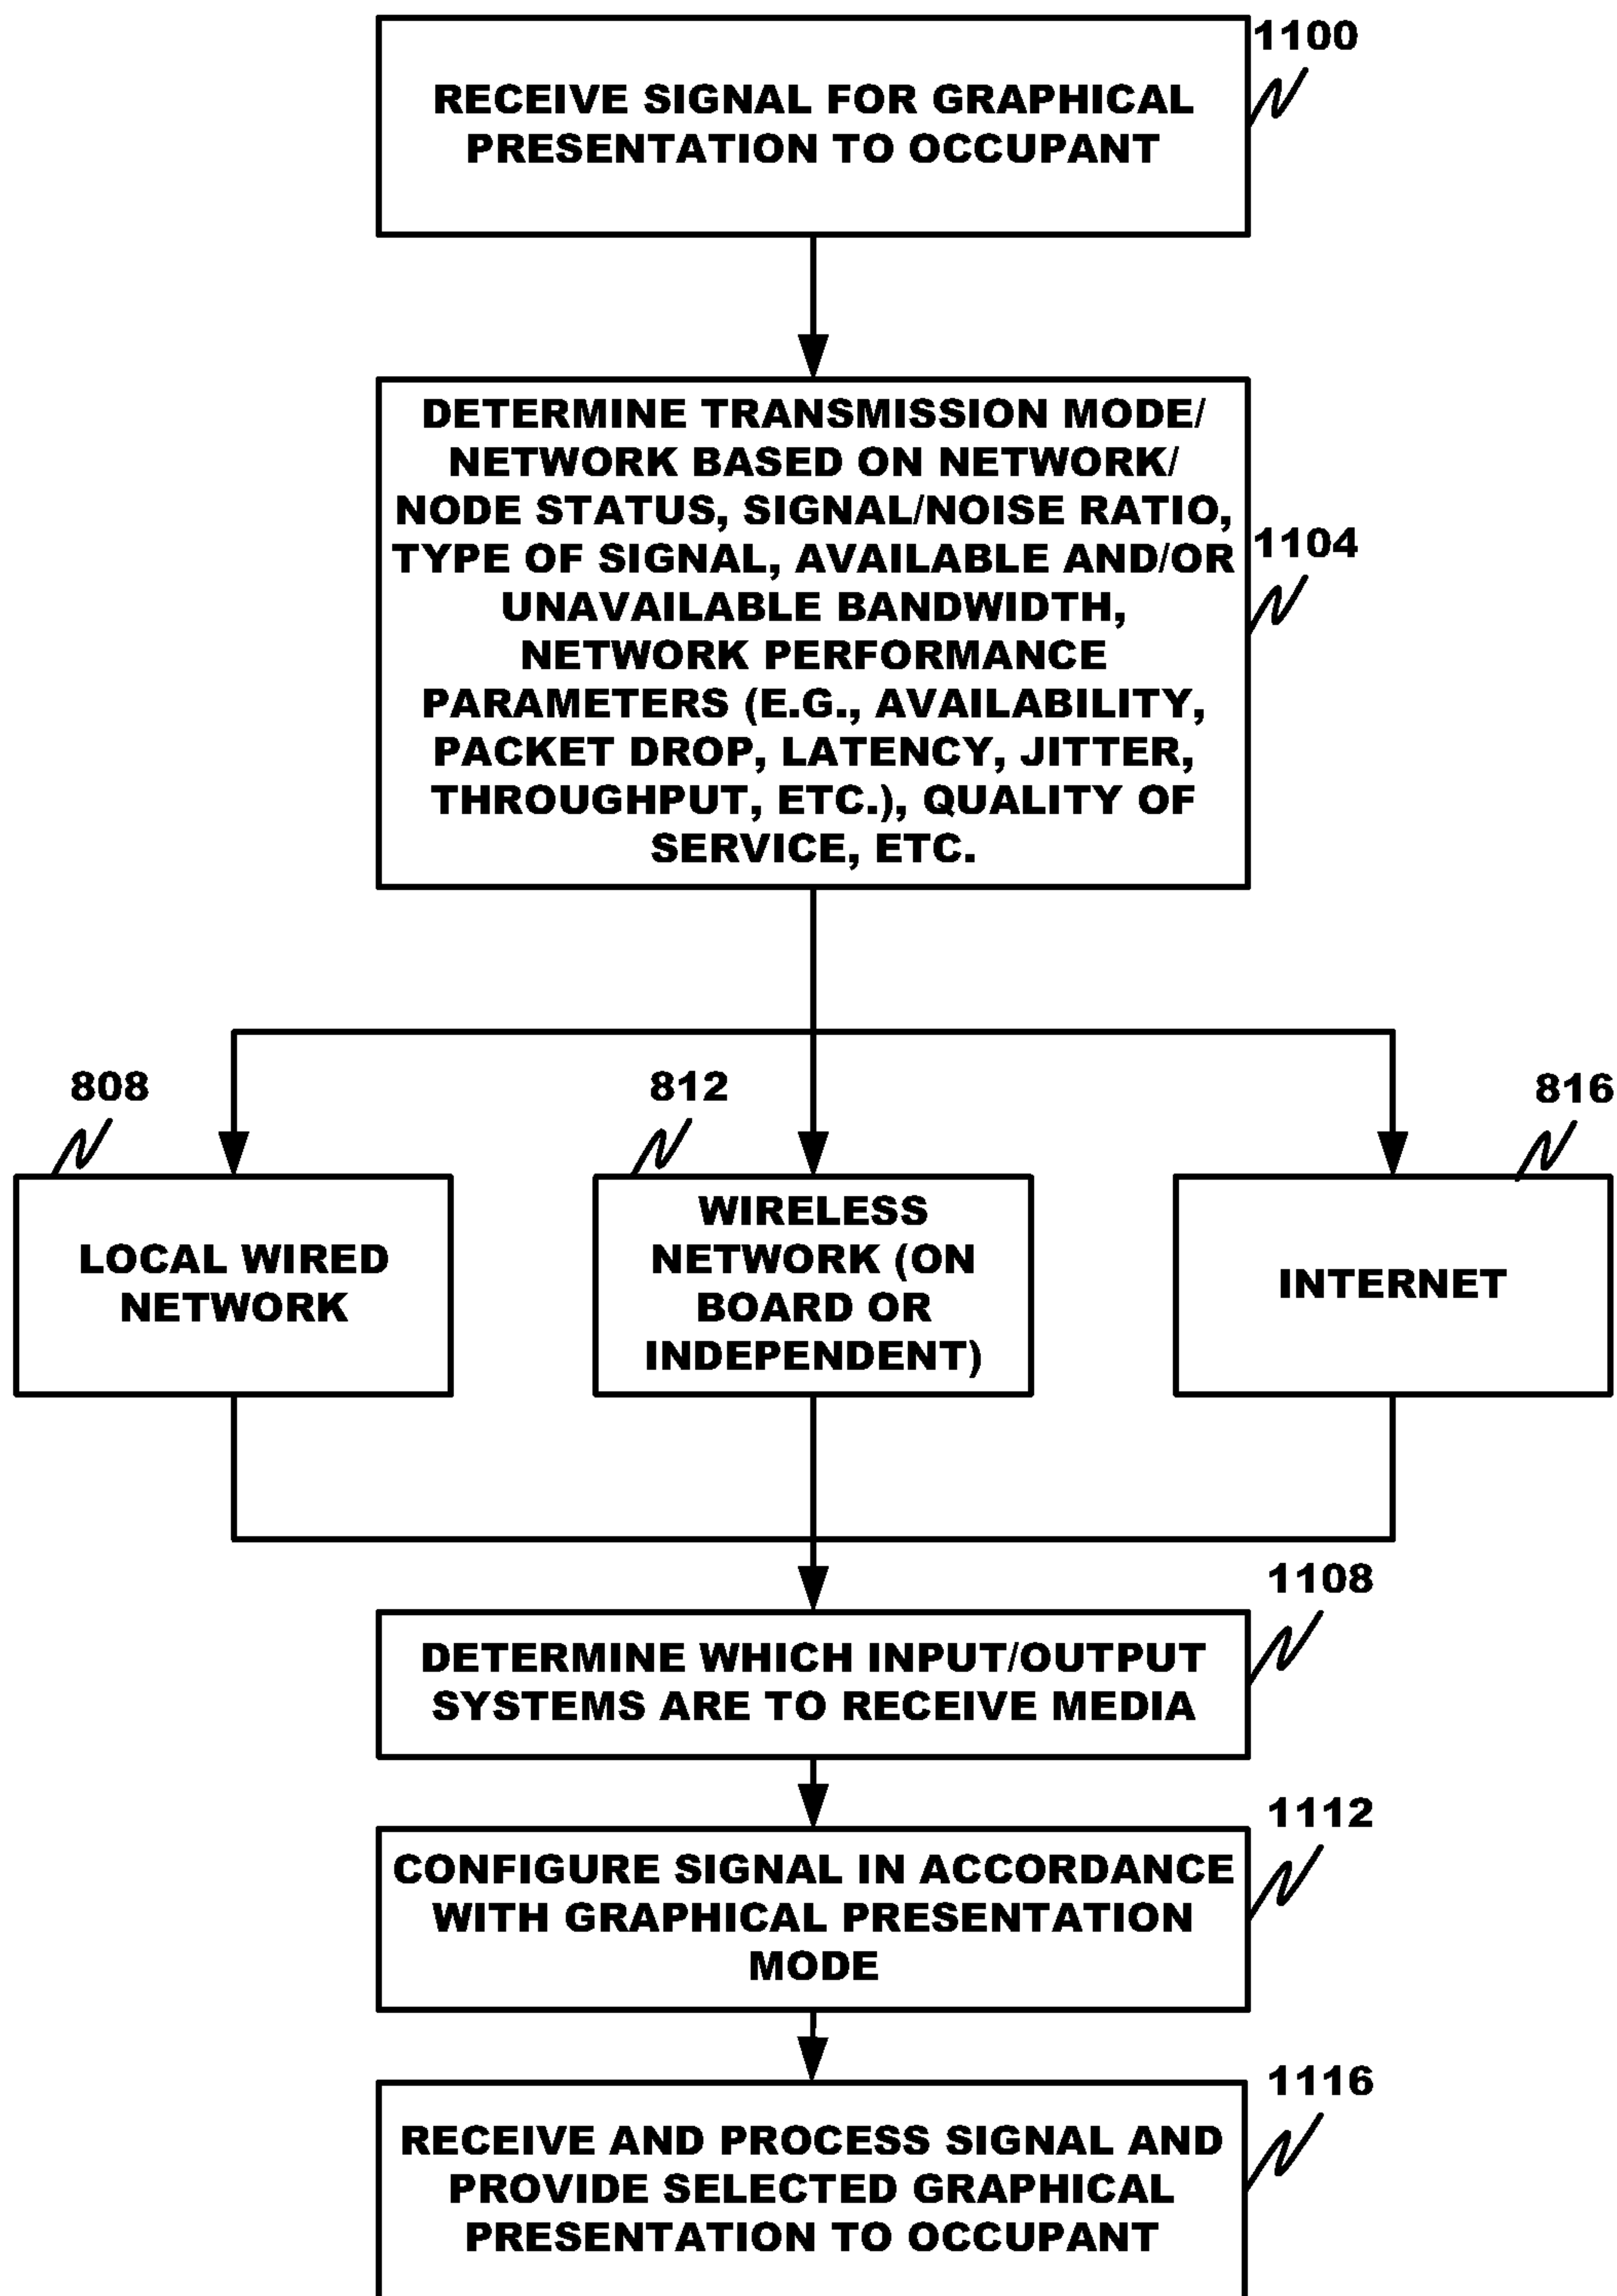 1100
RECEIVE SIGNAL FOR GRAPHICAL
PRESENTATION TO OCCUPANT
DETERMINE TRANSMISSION MODE/
NETWORK BASED ON NETWORK/
NODE STATUS, SIGNAL/NOISE RATIO,
TYPE OF SIGNAL, AVAILABLE AND/OR
UNAVAILABLE BANDWIDTH,
NETWORK PERFORMANCE
PARAMETERS (E.G., AVAILABILITY,
PACKET DROP, LATENCY, JITTER,
THROUGHPUT, ETC.), QUALITY OF
SERVICE, ETC.
1104
808
812
816
LOCAL WIRED
NETWORK
WIRELESS
NETWORK (ON
BOARD OR
INDEPENDENT)
INTERNET
1108
DETERMINE WHICH INPUT/OUTPUT
SYSTEMS ARE TO RECEIVE MEDIA
1112
CONFIGURE SIGNAL IN ACCORDANCE
WITH GRAPHICAL PRESENTATION
MODE
1116
RECEIVE AND PROCESS SIGNAL AND
PROVIDE SELECTED GRAPHICAL
PRESENTATION TO OCCUPANT